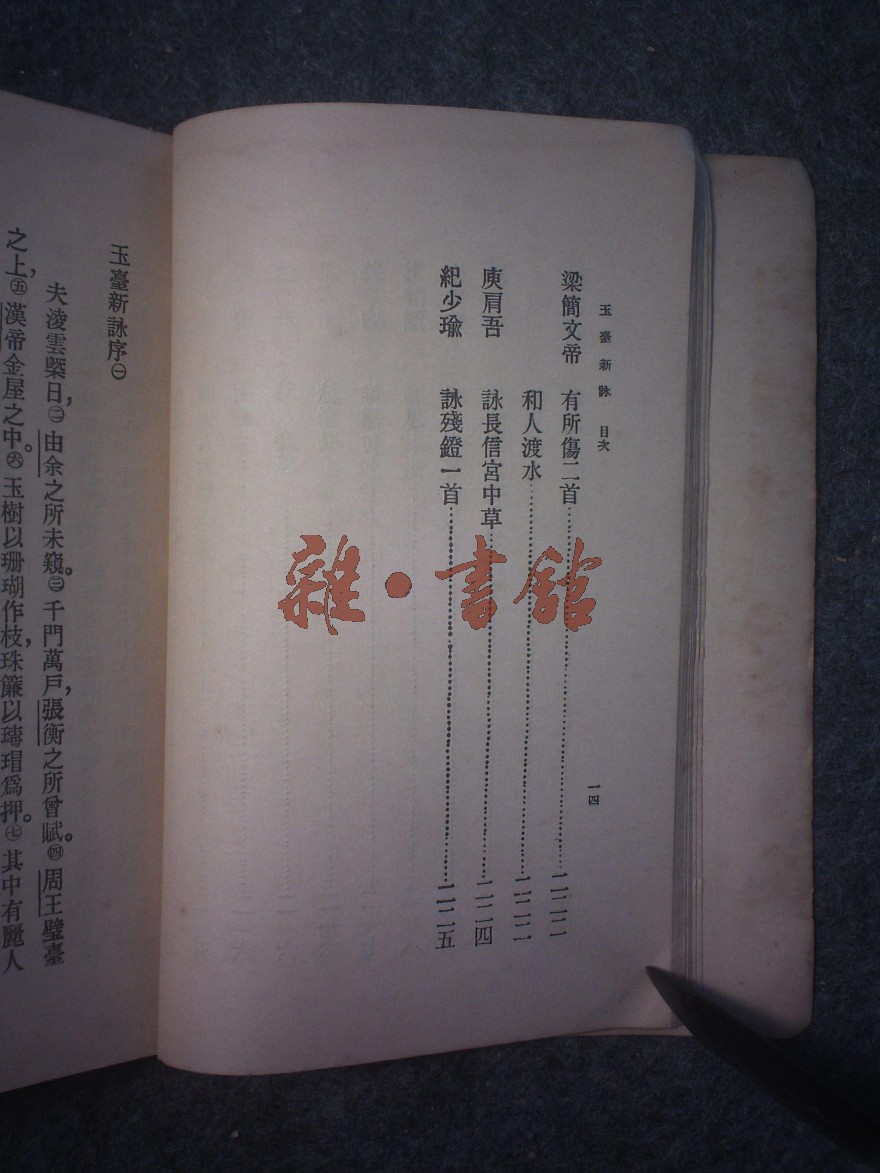 玉臺新詠 目次
一四
梁簡文帝 有所傷二首……二二二
和人渡水……二二二
庾肩吾 詠長信宮中草……二二四
紀少瑜 詠殘鐙一首……二二五
玉臺新詠序㊀
夫淩雲槩日㊁由余之所未窺。㊂千門萬戶，張衡之所曾賦。㊃周王璧臺
之上，㊄漢帝金屋之中。㊅玉樹以珊瑚作枝，珠簾以瑇瑁爲押。㊆其中有麗人
雜·書館